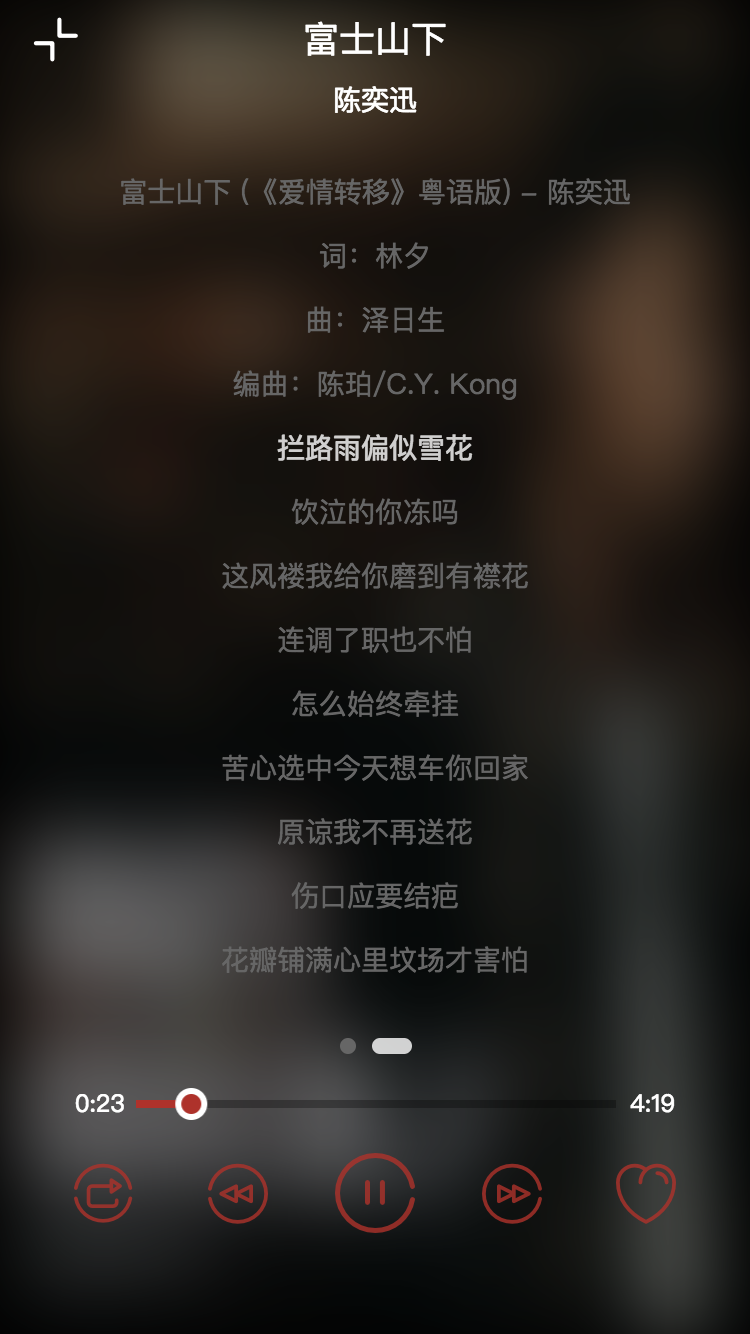 富士山下
陈奕迅
富士山下 (《爱情转移》粤语版) – 陈奕迅
词：林夕
曲：泽日生
编曲：陈珀/C.Y. Kong
拦路雨偏似雪花
饮泣的你冻吗
这风褛我给你磨到有襟花
连调了职也不怕
怎么始终牵挂
苦心选中今天想车你回家
原谅我不再送花
伤口应要结疤
花瓣铺满心里坟场才害怕
0:23
4:19